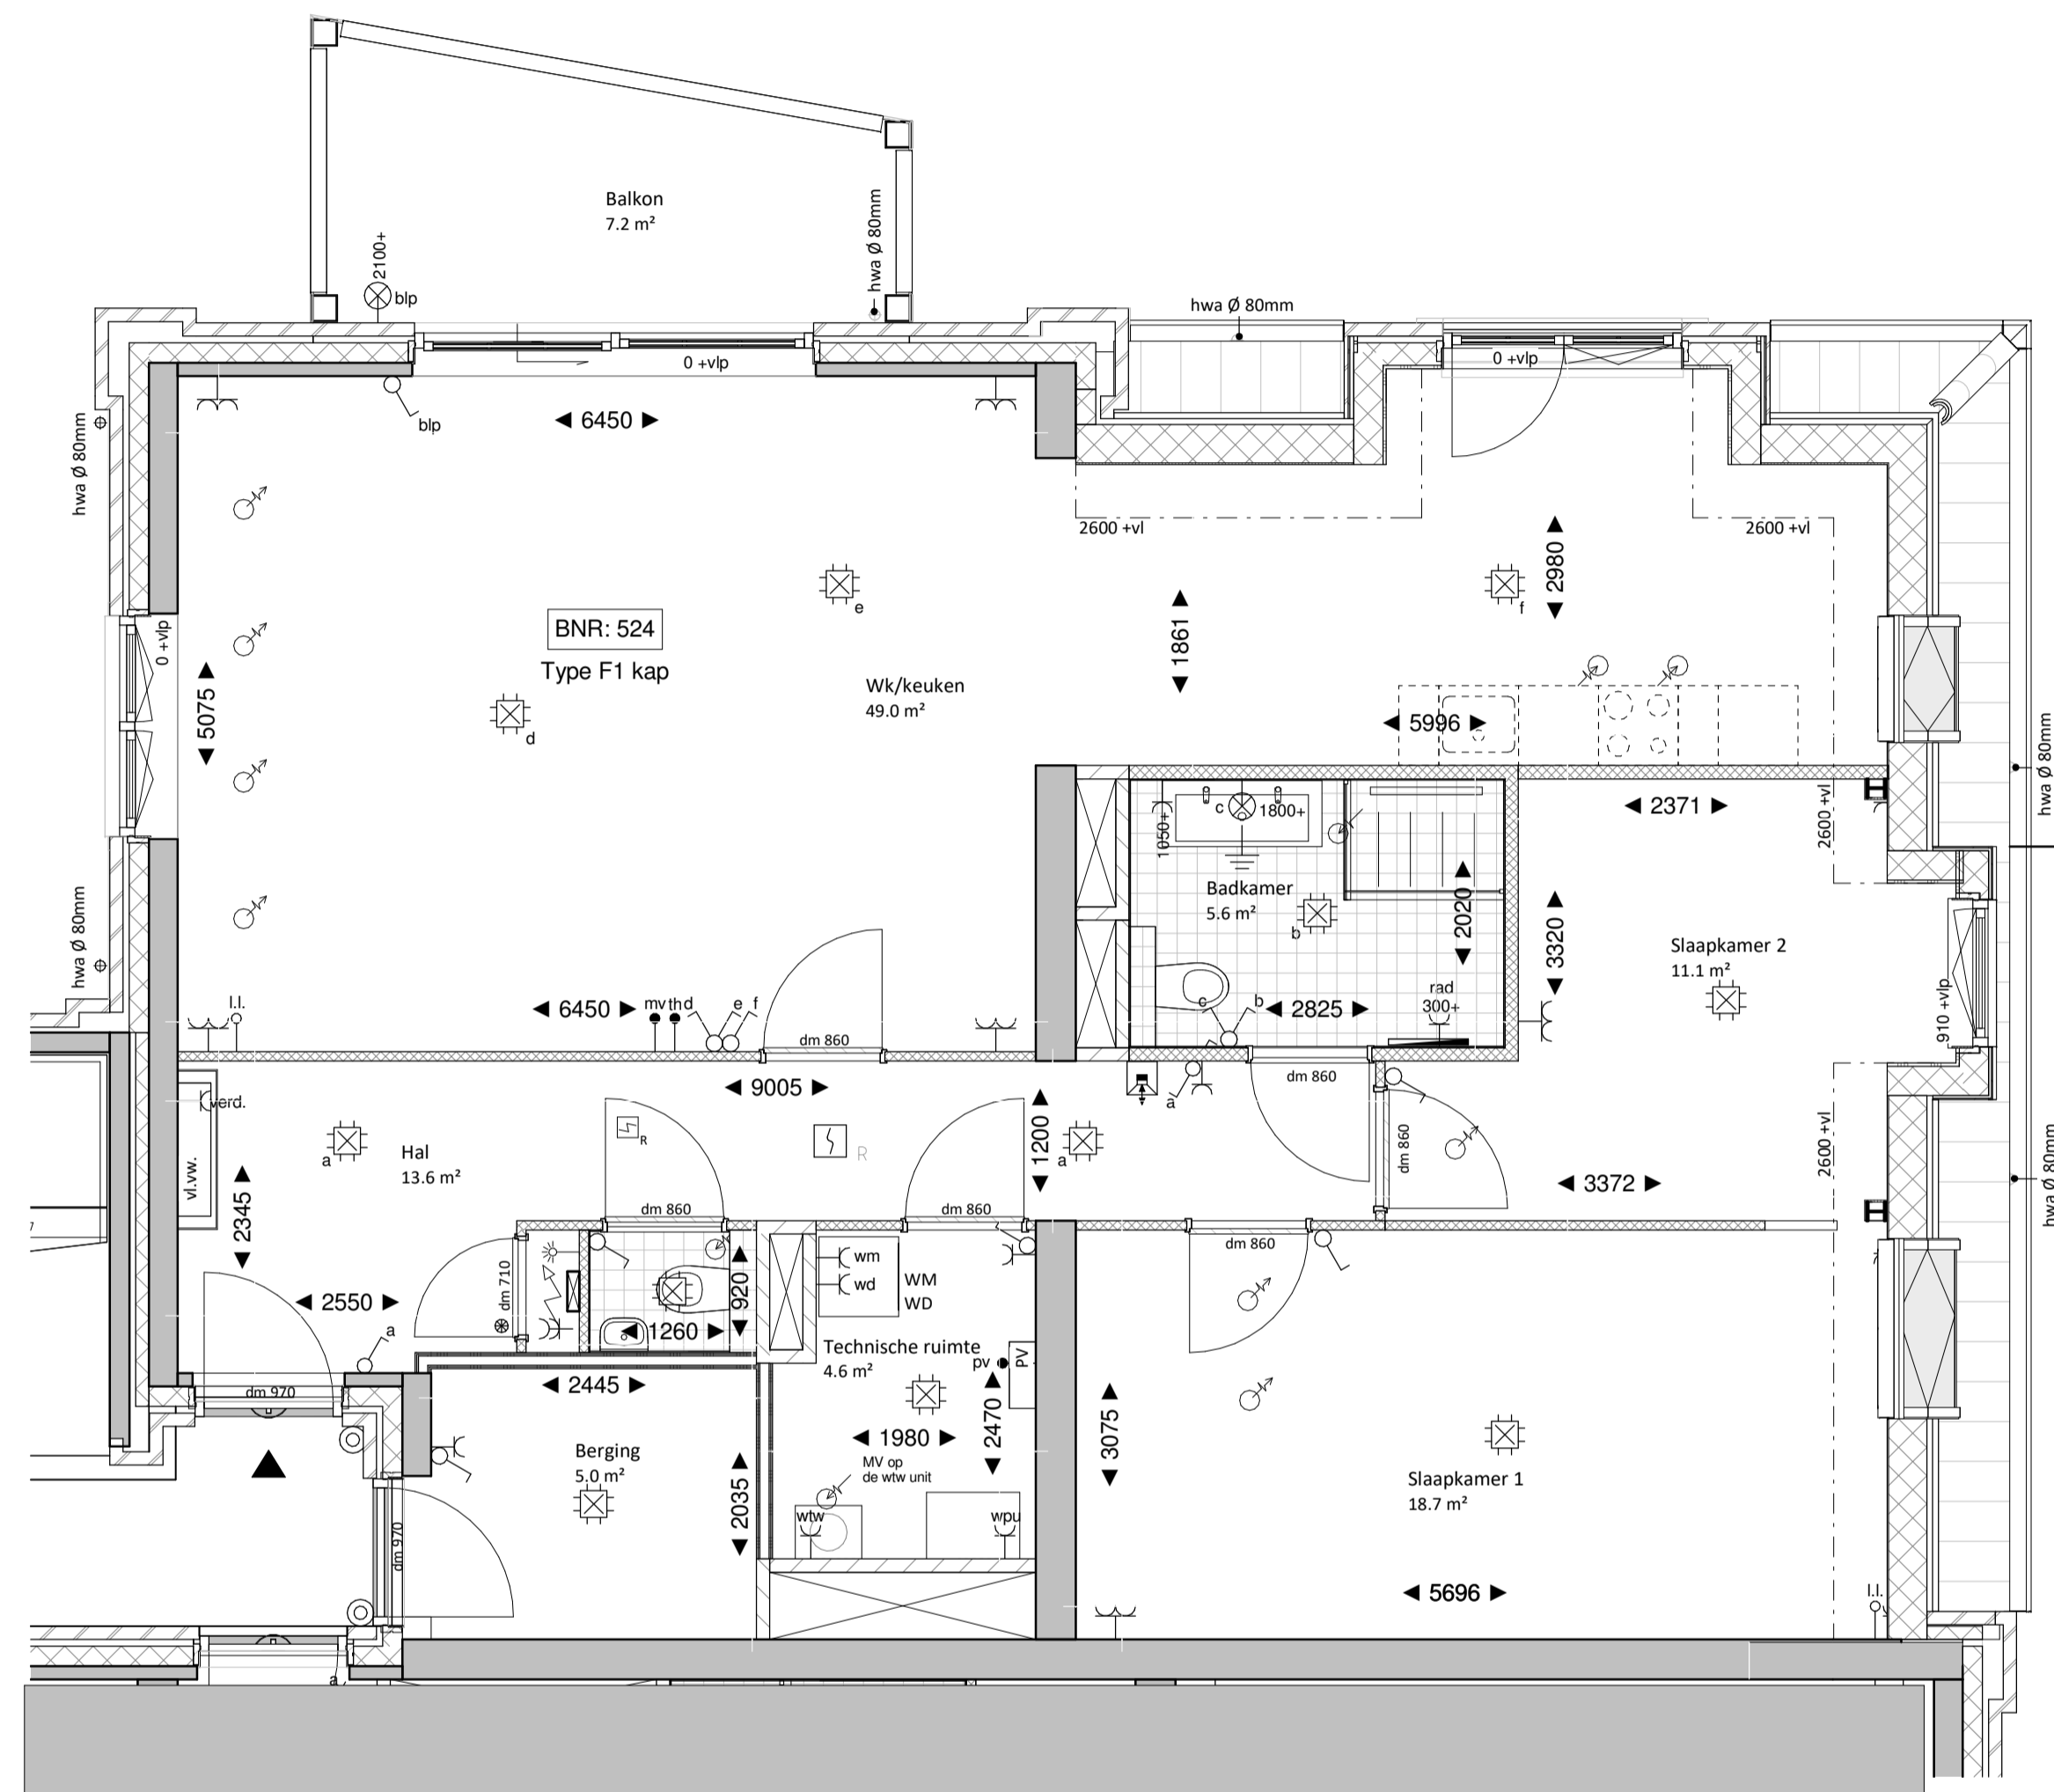 Balkon
7.2 m²
2100+
blp
hwa Ø 80mm
hwa Ø 80mm
0 +vlp
0 +vlp
blp
6450
hwa Ø 80mm
2600 +vl
2600 +vl
2980
e
f
BNR: 524
Type F1 kap
1861
0 +vlp
5075
Wk/keuken
49.0 m²
d
5996
hwa Ø 80mm
2371
2600 +vl
c
1800+
1050+
Badkamer
5.6 m²
b
2020
3320
Slaapkamer 2
11.1 m²
hwa Ø 80mm
l.l.
6450
mv
th
d
e
f
dm 860
c
b
2825
rad
300+
910 +vlp
9005
dm 860
verd.
a
vl.vw.
a
Hal
13.6 m²
R
R
1200
a
dm 860
2600 +vl
hwa Ø 80mm
2345
3372
dm 860
dm 860
dm 860
dm 710
920
wm
wd
WM
WD
2550
a
1260
Technische ruimte
4.6 m²
pv
PV
dm 970
2445
2470
3075
1980
Berging
5.0 m²
MV op
de wtw unit
2035
Slaapkamer 1
18.7 m²
wtw
wpu
dm 970
5696
l.l.
a